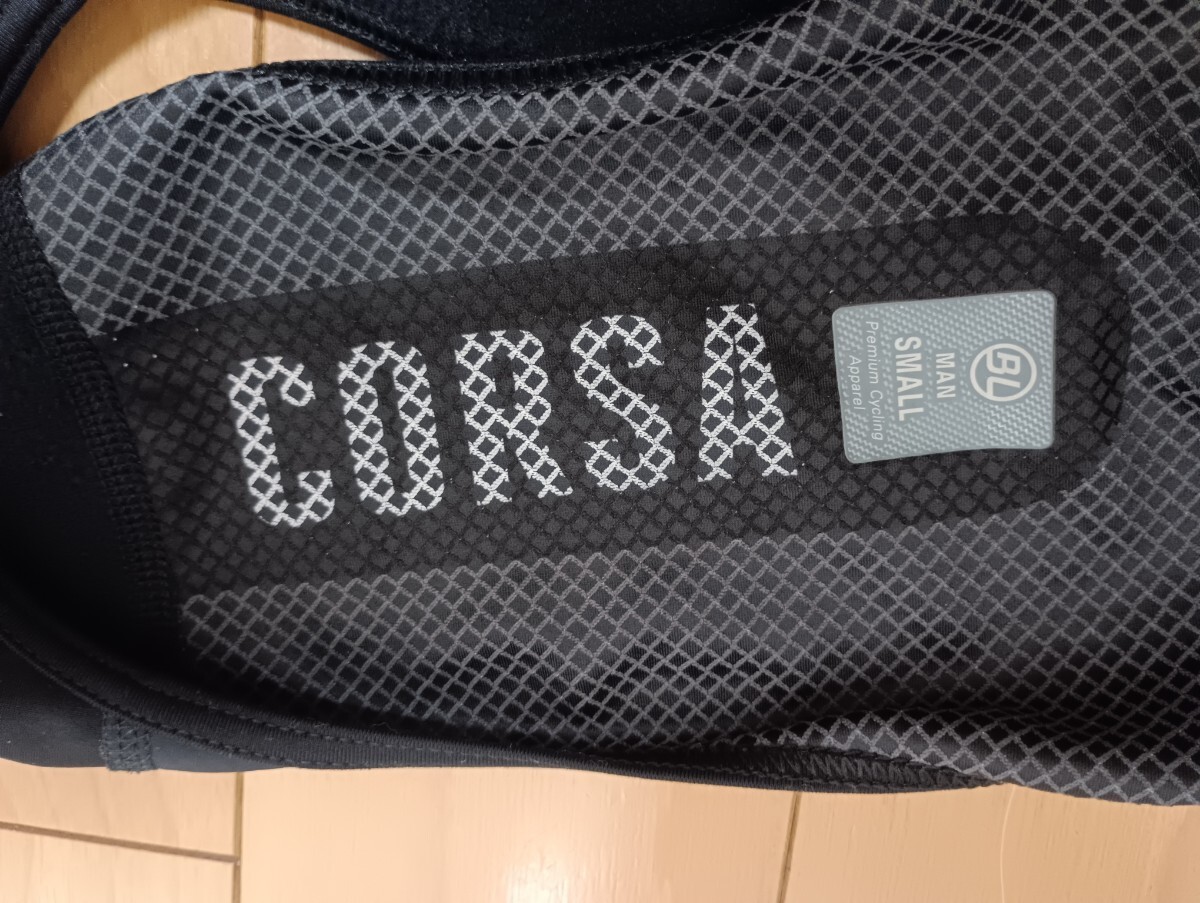 CORSA
BL
MAN
SMALL
Premium Cycling
Apparel